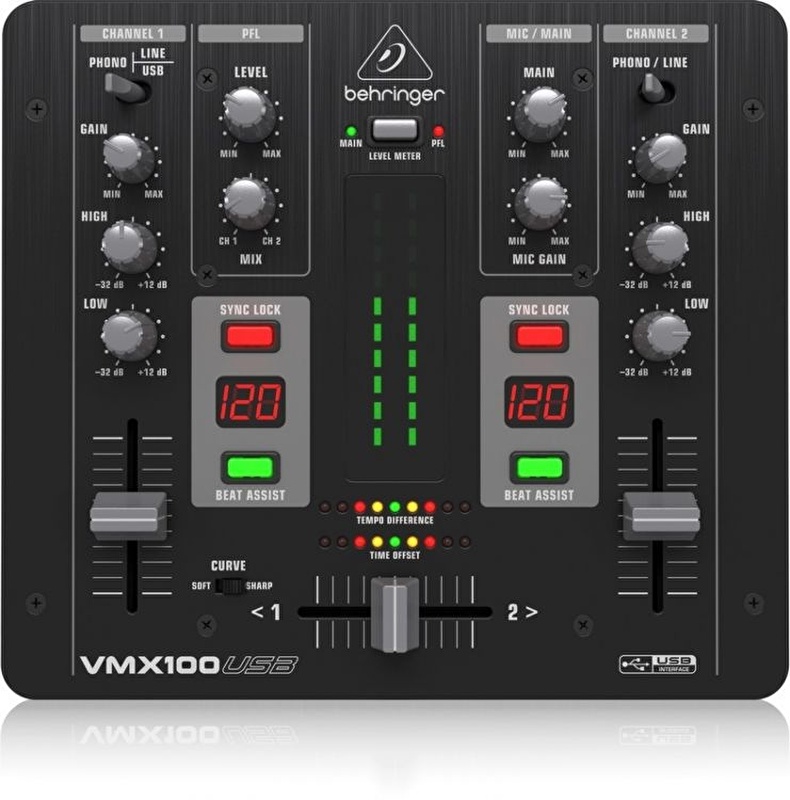 CHANNEL 1
PFL
MIC / MAIN
CHANNEL 2
PHONO
LINE
USB
LEVEL
MIN MAX
behringer
MAIN
PFL
LEVEL METER
MAIN
MIN MAX
PHONO / LINE
GAIN
MIN MAX
CH 1 CH 2
MIX
MIN MAX
MIC GAIN
GAIN
MIN MAX
HIGH
-32 dB +12 dB
HIGH
-32 dB +12 dB
LOW
-32 dB +12 dB
SYNC LOCK
120
BEAT ASSIST
SYNC LOCK
120
BEAT ASSIST
LOW
-32 dB +12 dB
TEMPO DIFFERENCE
TIME OFFSET
CURVE
SOFT SHARP
< 1
2 >
VMX100USB
USB
INTERFACE